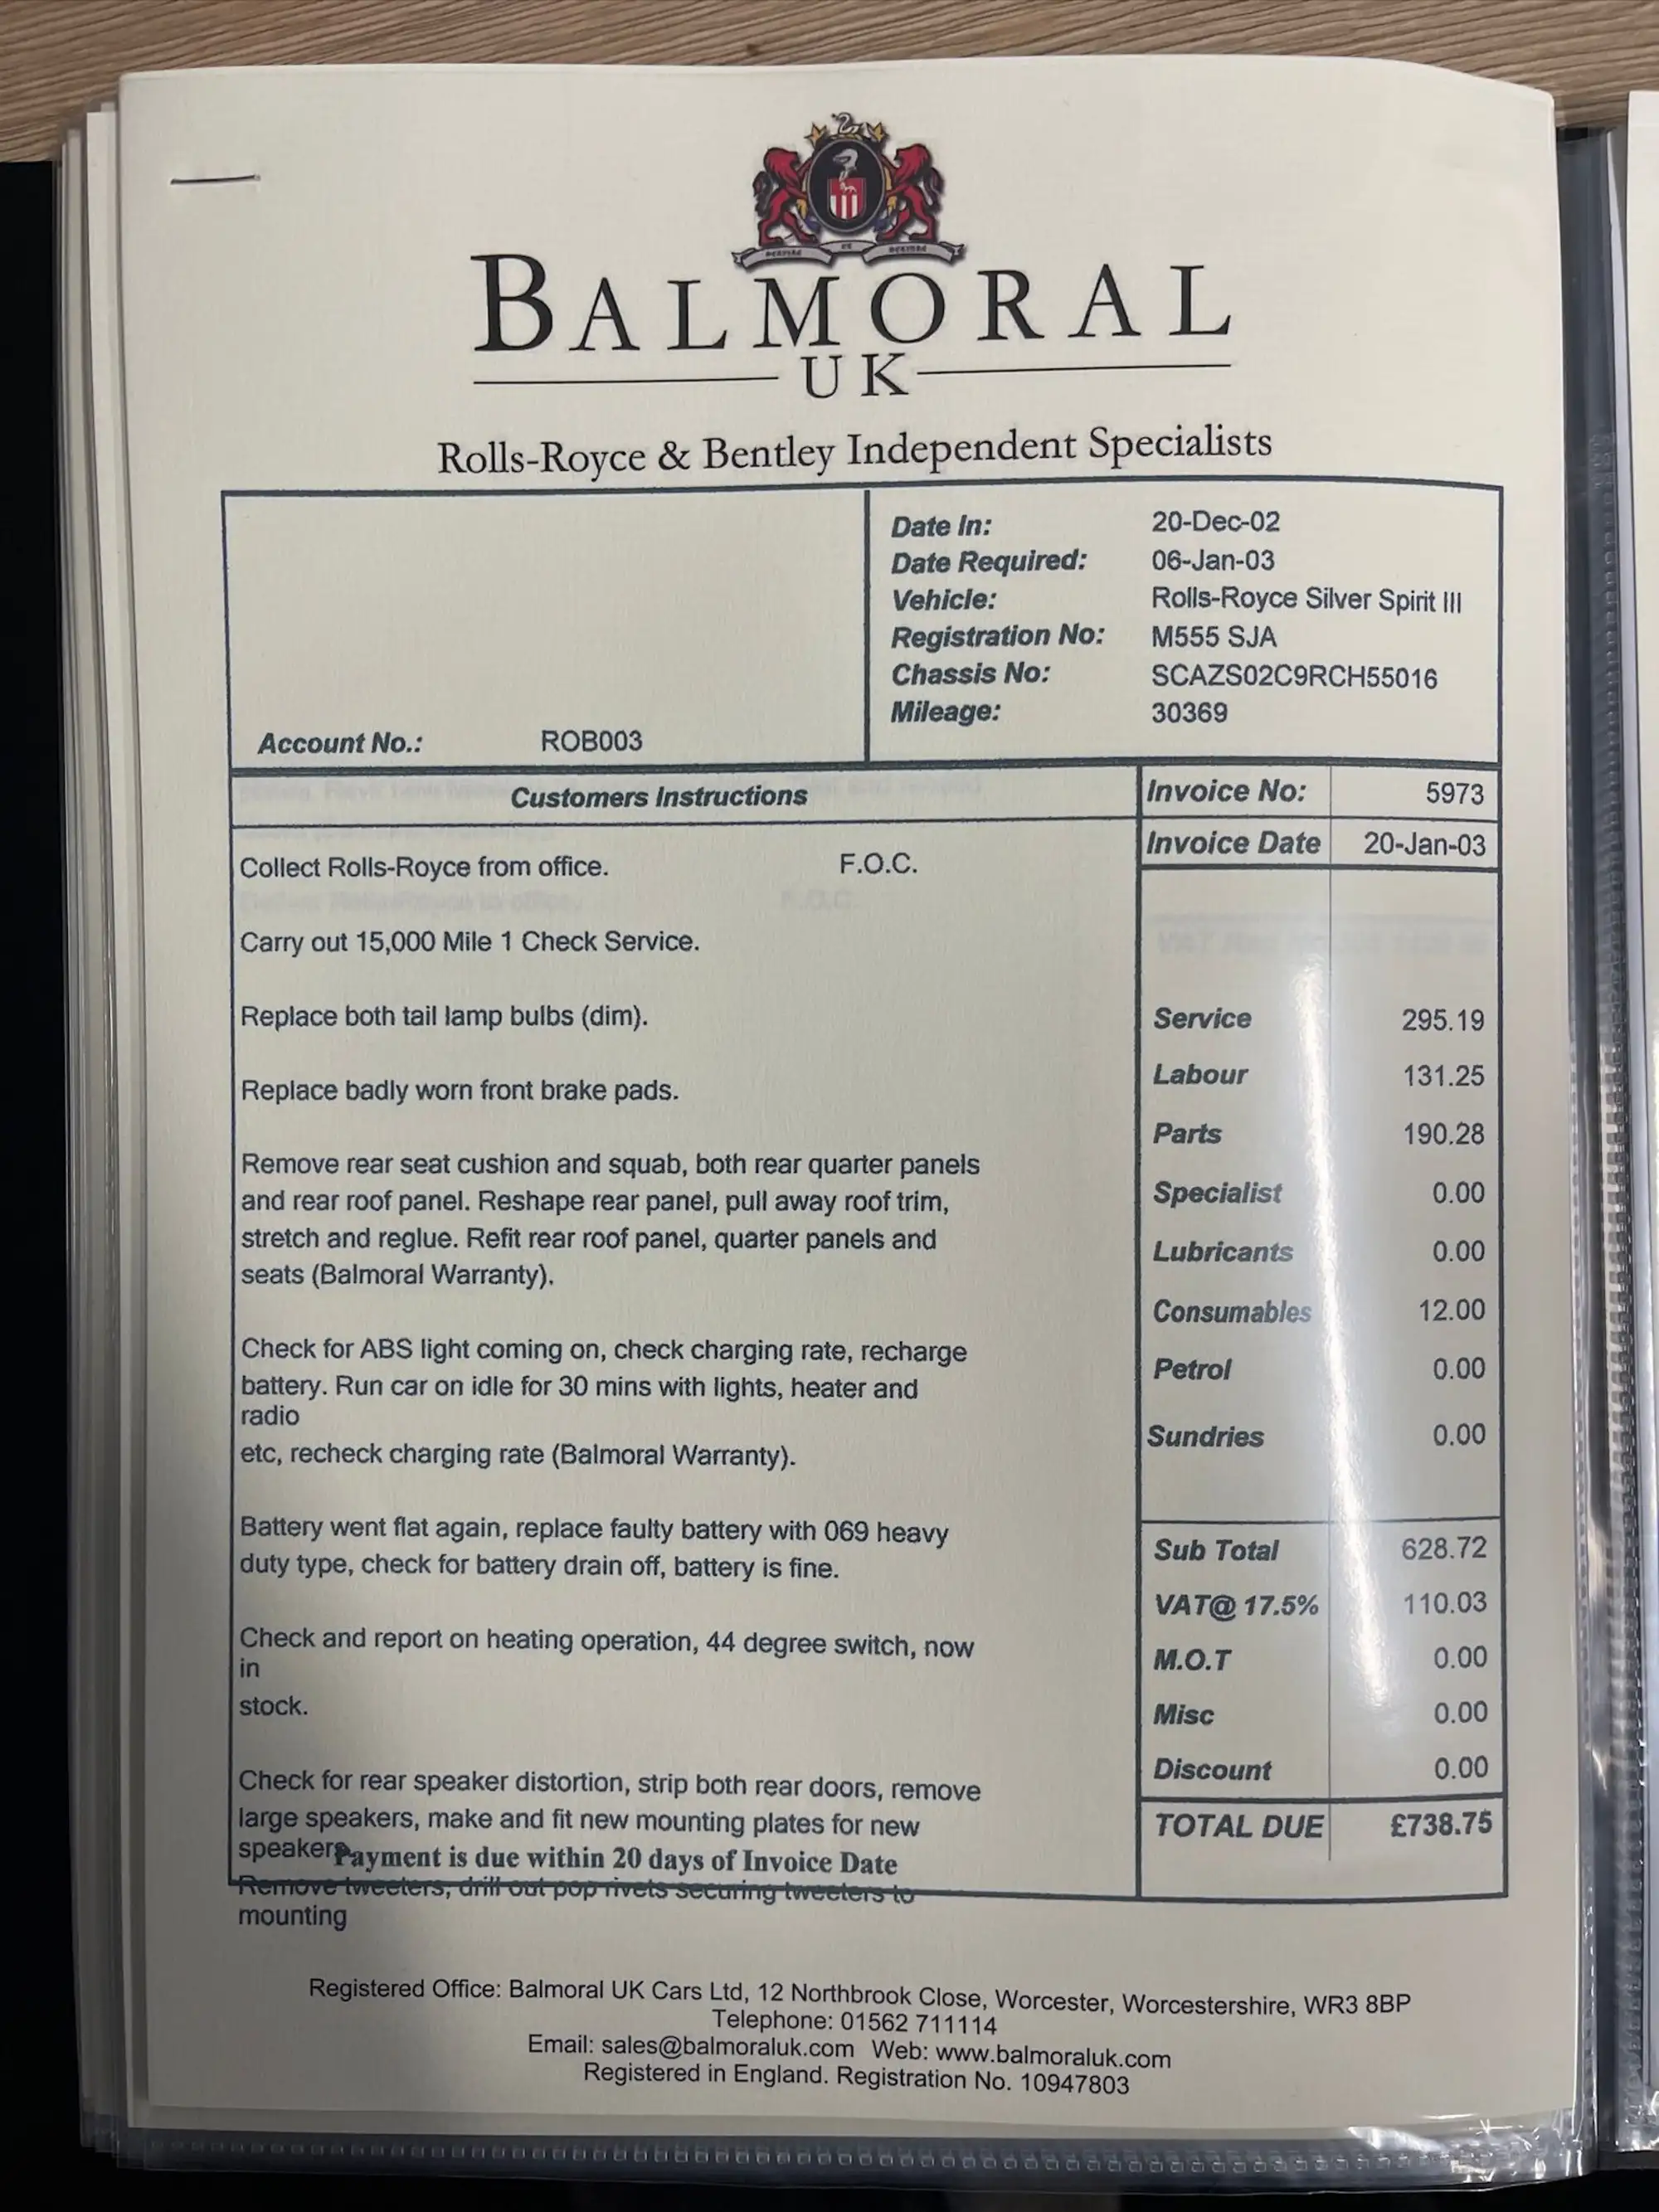 BALMORAL
UK
Rolls-Royce & Bentley Independent Specialists
Date In: 20-Dec-02
Date Required: 06-Jan-03
Vehicle: Rolls-Royce Silver Spirit III
Registration No: M555 SJA
Chassis No: SCAZS02C9RCH55016
Mileage: 30369
Account No.: ROB003
Customers Instructions
Invoice No: 5973
Invoice Date 20-Jan-03
Collect Rolls-Royce from office. F.O.C.
Carry out 15,000 Mile 1 Check Service.
Replace both tail lamp bulbs (dim).
Replace badly worn front brake pads.
Remove rear seat cushion and squab, both rear quarter panels
and rear roof panel. Reshape rear panel, pull away roof trim,
stretch and reglue. Refit rear roof panel, quarter panels and
seats (Balmoral Warranty).
Check for ABS light coming on, check charging rate, recharge
battery. Run car on idle for 30 mins with lights, heater and
radio
etc, recheck charging rate (Balmoral Warranty).
Battery went flat again, replace faulty battery with 069 heavy
duty type, check for battery drain off, battery is fine.
Check and report on heating operation, 44 degree switch, now
in
stock.
Check for rear speaker distortion, strip both rear doors, remove
large speakers, make and fit new mounting plates for new
speakers
Payment is due within 20 days of Invoice Date
Remove tweeters, drill out pop rivets securing tweeters to
mounting
Service 295.19
Labour 131.25
Parts 190.28
Specialist 0.00
Lubricants 0.00
Consumables 12.00
Petrol 0.00
Sundries 0.00
Sub Total 628.72
VAT@ 17.5% 110.03
M.O.T 0.00
Misc 0.00
Discount 0.00
TOTAL DUE £738.75
Registered Office: Balmoral UK Cars Ltd, 12 Northbrook Close, Worcester, Worcestershire, WR3 8BP
Telephone: 01562 711114
Email: sales@balmoraluk.com Web: www.balmoraluk.com
Registered in England. Registration No. 10947803